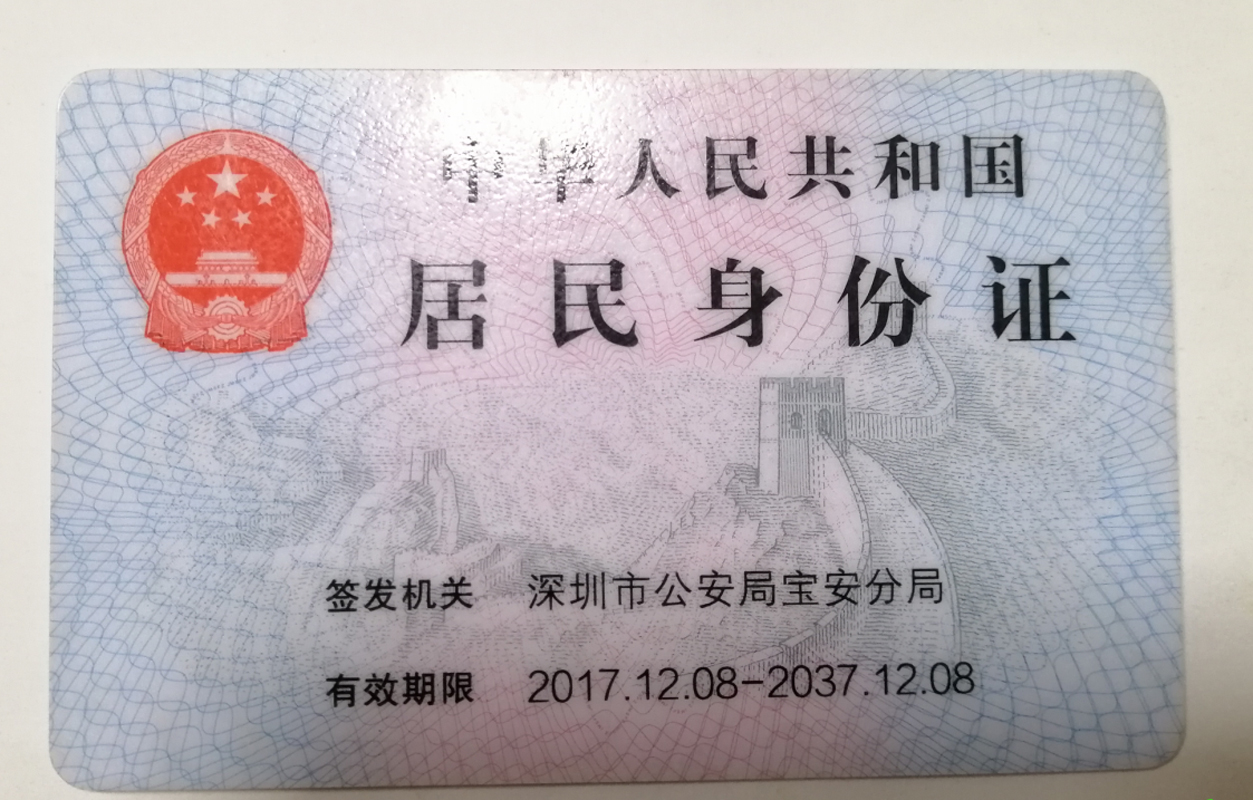 中华人民共和国
居民身份证
签发机关 深圳市公安局宝安分局
有效期限 2017.12.08-2037.12.08